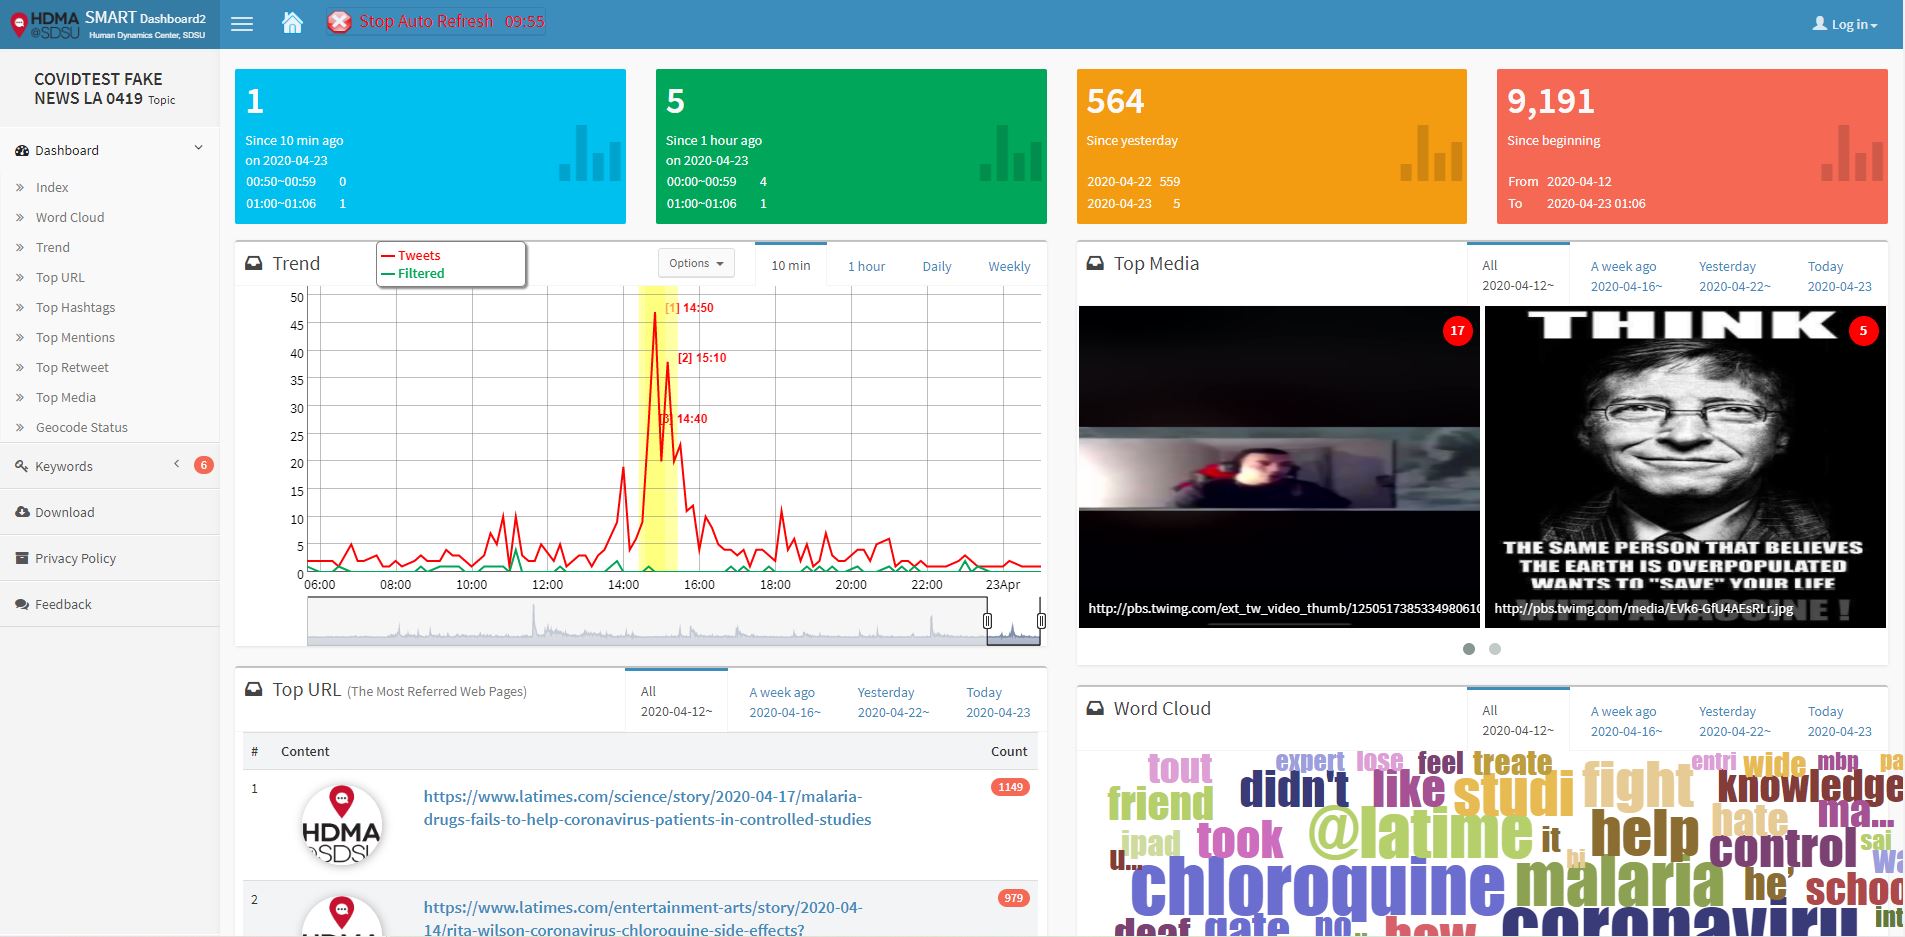 HDMA
@SDSU
SMART Dashboard2
Human Dynamics Center, SDSU
Stop Auto Refresh 09:55
Log in
COVIDTEST FAKE
NEWS LA 0419 Topic
Dashboard
Index
Word Cloud
Trend
Top URL
Top Hashtags
Top Mentions
Top Retweet
Top Media
Geocode Status
Keywords 6
Download
Privacy Policy
Feedback
1
Since 10 min ago
on 2020-04-23
00:50~00:59 0
01:00~01:06 1
5
Since 1 hour ago
on 2020-04-23
00:00~00:59 4
01:00~01:06 1
564
Since yesterday
2020-04-22 559
2020-04-23 5
9,191
Since beginning
From 2020-04-12
To 2020-04-23 01:06
Trend
Tweets
Filtered
Options
10 min
1 hour
Daily
Weekly
50
45
40
35
30
25
20
15
10
5
0
[1] 14:50
[2] 15:10
[3] 14:40
06:00 08:00 10:00 12:00 14:00 16:00 18:00 20:00 22:00 23Apr
Top Media
All
2020-04-12~
A week ago
2020-04-16~
Yesterday
2020-04-22~
Today
2020-04-23
17
http://pbs.twimg.com/ext_tw_video_thumb/1250517385334980610
5
THINK
THE SAME PERSON THAT BELIEVES
THE EARTH IS OVERPOPULATED
WANTS TO "SAVE" YOUR LIFE
WITH A VACCINE !
http://pbs.twimg.com/media/EVk6-GfU4AEsRLr.jpg
Top URL (The Most Referred Web Pages)
All
2020-04-12~
A week ago
2020-04-16~
Yesterday
2020-04-22~
Today
2020-04-23
# Content Count
1
HDMA
@SDSU
https://www.latimes.com/science/story/2020-04-17/malaria-
drugs-fails-to-help-coronavirus-patients-in-controlled-studies
1149
2
HDMA
https://www.latimes.com/entertainment-arts/story/2020-04-
14/rita-wilson-coronavirus-chloroquine-side-effects?
979
Word Cloud
All
2020-04-12~
A week ago
2020-04-16~
Yesterday
2020-04-22~
Today
2020-04-23
tout expert lose feel treate entri wide mbp pa
friend didn't like studi fight knowledge
ipad took @latime it help hate ma...
u... bi control sai wa
chloroquine malaria he' schoo
deaf gate no.. how coronaviru int